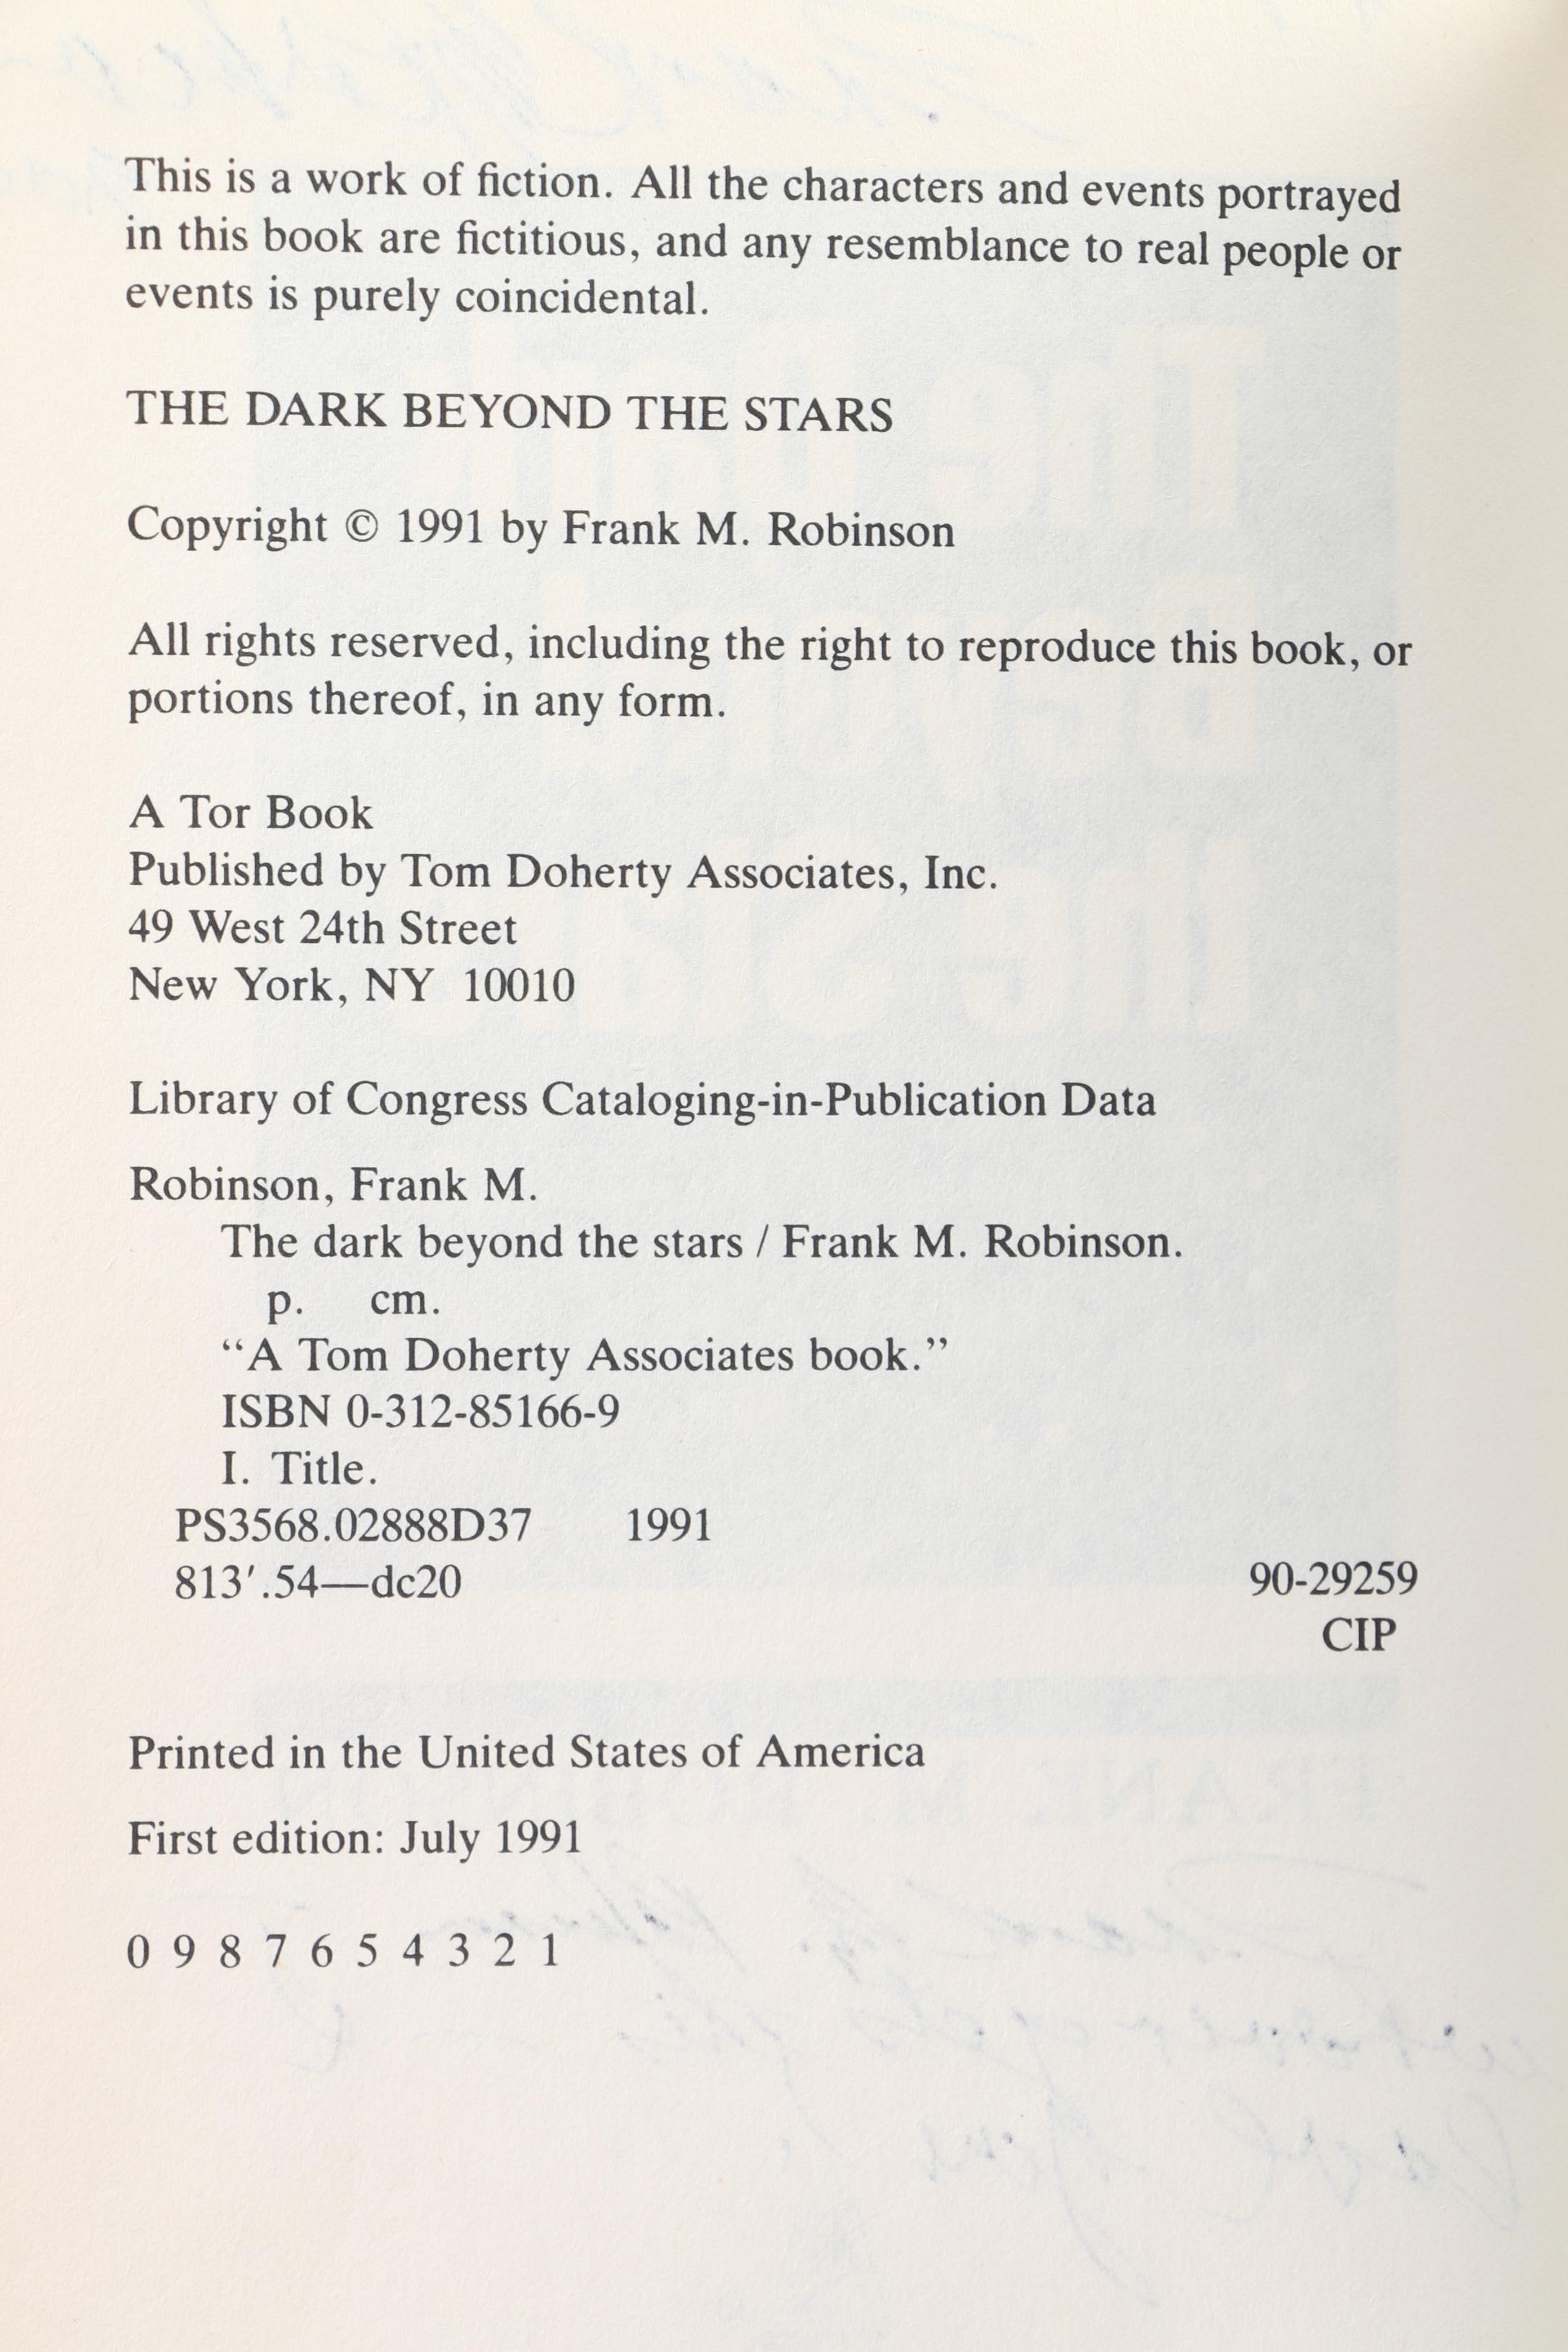 This is a work of fiction. All the characters and events portrayed
in this book are fictitious, and any resemblance to real people or
events is purely coincidental.
THE DARK BEYOND THE STARS
Copyright © 1991 by Frank M. Robinson
All rights reserved, including the right to reproduce this book, or
portions thereof, in any form.
A Tor Book
Published by Tom Doherty Associates, Inc.
49 West 24th Street
New York, NY 10010
Library of Congress Cataloging-in-Publication Data
Robinson, Frank M.
The dark beyond the stars / Frank M. Robinson.
p. cm.
“A Tom Doherty Associates book.”
ISBN 0-312-85166-9
I. Title.
PS3568.02888D37 1991
813′.54—dc20 90-29259
CIP
Printed in the United States of America
First edition: July 1991
0 9 8 7 6 5 4 3 2 1